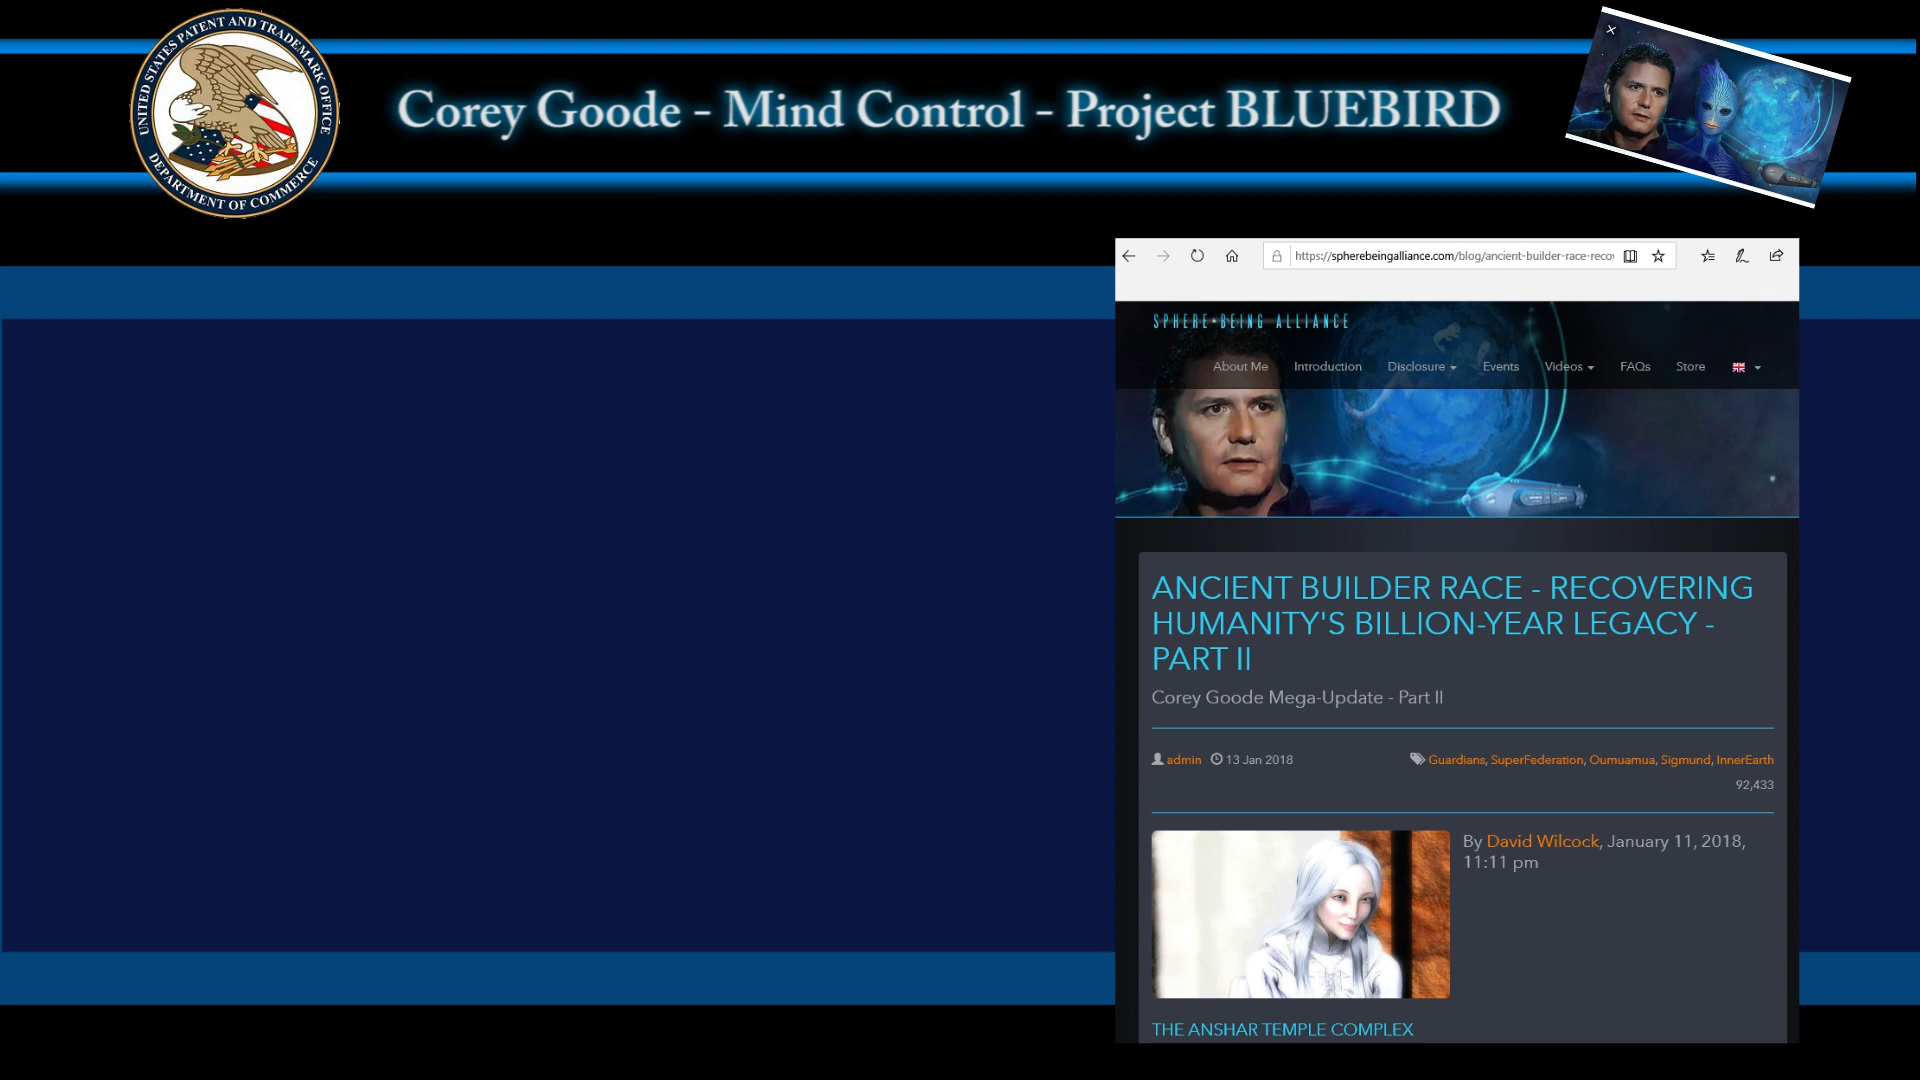 UNITED STATES PATENT AND TRADEMARK OFFICE
DEPARTMENT OF COMMERCE
Corey Goode - Mind Control - Project BLUEBIRD
https://spherebeingalliance.com/blog/ancient-builder-race-reco
SPHERE•BEING ALLIANCE
About Me Introduction Disclosure Events Videos FAQs Store
ANCIENT BUILDER RACE - RECOVERING
HUMANITY'S BILLION-YEAR LEGACY -
PART II
Corey Goode Mega-Update - Part II
admin 13 Jan 2018 Guardians, SuperFederation, Oumuamua, Sigmund, InnerEarth
92,433
By David Wilcock, January 11, 2018,
11:11 pm
THE ANSHAR TEMPLE COMPLEX